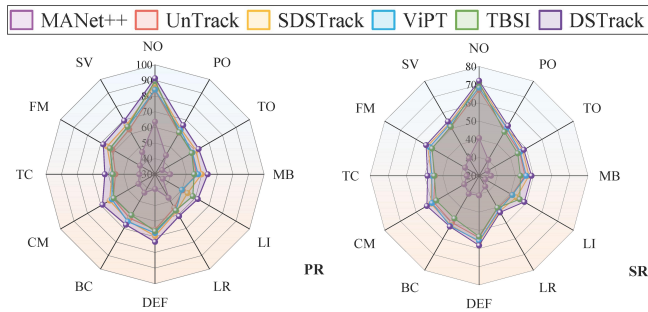 MANet++ UnTrack SDSTrack ViPT TBSI DSTrack
NO NO
SV PO SV PO
FM TO FM TO
TC MB TC MB
CM LI CM LI
BC LR BC LR
DEF DEF
PR SR
100 80
90 70
80 60
70 50
60 40
50 30
40 20
30